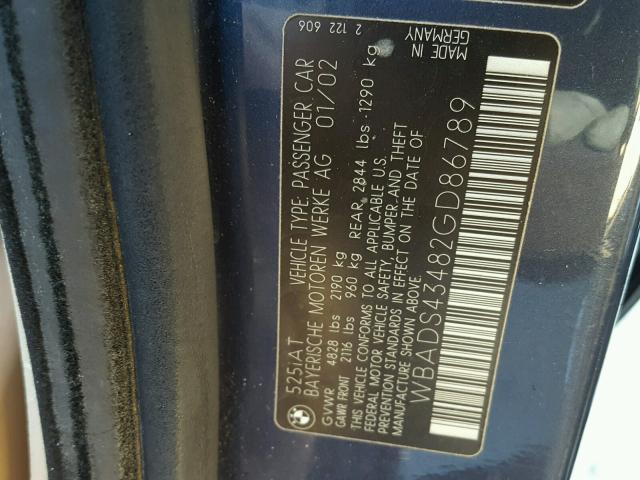 525IAT VEHICLE TYPE: PASSENGER CAR
BAYERISCHE MOTOREN WERKE AG 01/02
GVWR 4828 lbs 2190 kg
GAWR FRONT 2116 lbs 960 kg REAR 2844 lbs -1290 kg
THIS VEHICLE CONFORMS TO ALL APPLICABLE U.S.
FEDERAL MOTOR VEHICLE SAFETY, BUMPER, AND THEFT
PREVENTION STANDARDS IN EFFECT ON THE DATE OF
MANUFACTURE SHOWN ABOVE.
WBADS43482GD86789
2 122 606
MADE IN
GERMANY
BMW